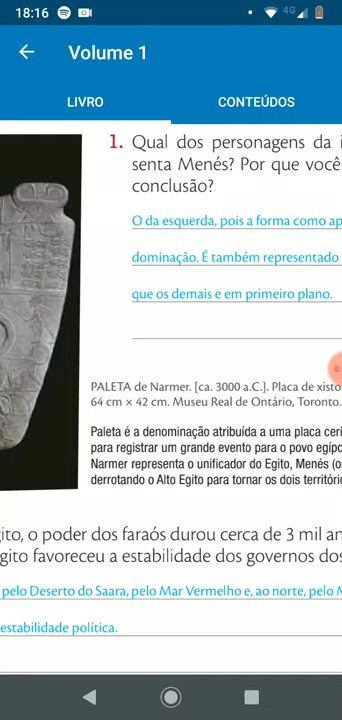 18:16
4G
Volume 1
LIVRO CONTEÚDOS
1. Qual dos personagens da
senta Menés? Por que você
conclusão?
O da esquerda, pois a forma como ap
dominação. É também representado
que os demais e em primeiro plano.
PALETA de Narmer. [ca. 3000 a.C.]. Placa de xisto
64 cm × 42 cm. Museu Real de Ontário, Toronto.
Paleta é a denominação atribuída a uma placa ceri
para registrar um grande evento para o povo egípc
Narmer representa o unificador do Egito, Menés (o
derrotando o Alto Egito para tornar os dois territóri
ito, o poder dos faraós durou cerca de 3 mil an
gito favoreceu a estabilidade dos governos dos
pelo Deserto do Saara, pelo Mar Vermelho e, ao norte, pelo M
estabilidade política.